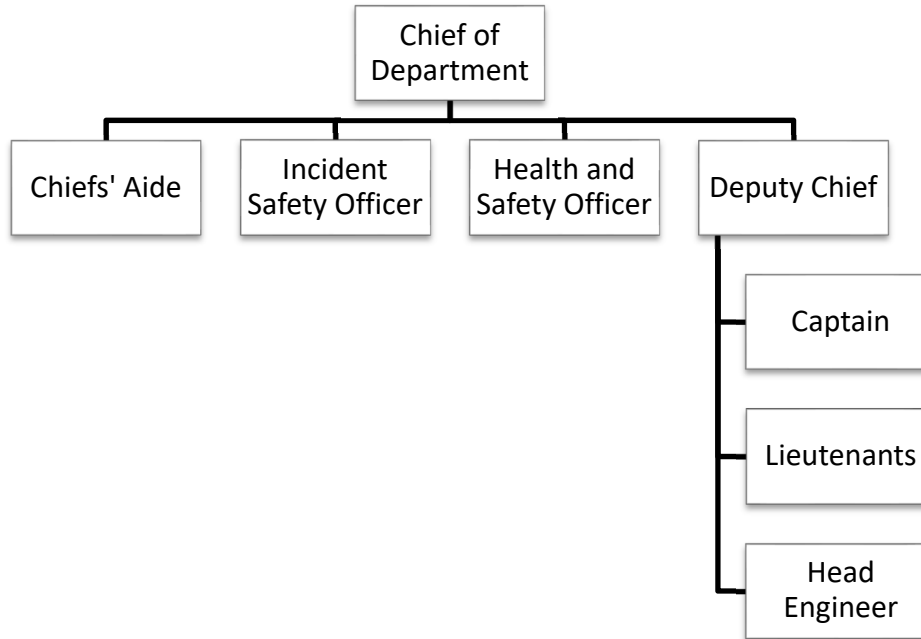 Chief of
Department
Chiefs' Aide
Incident
Safety Officer
Health and
Safety Officer
Deputy Chief
Captain
Lieutenants
Head
Engineer